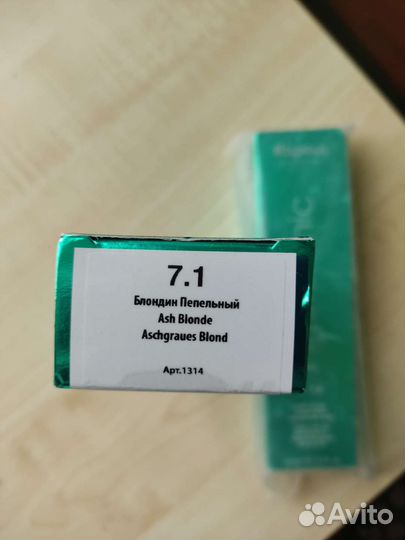 7.1
Блондин Пепельный
Ash Blonde
Aschgraues Blond
Арт.1314
Avito